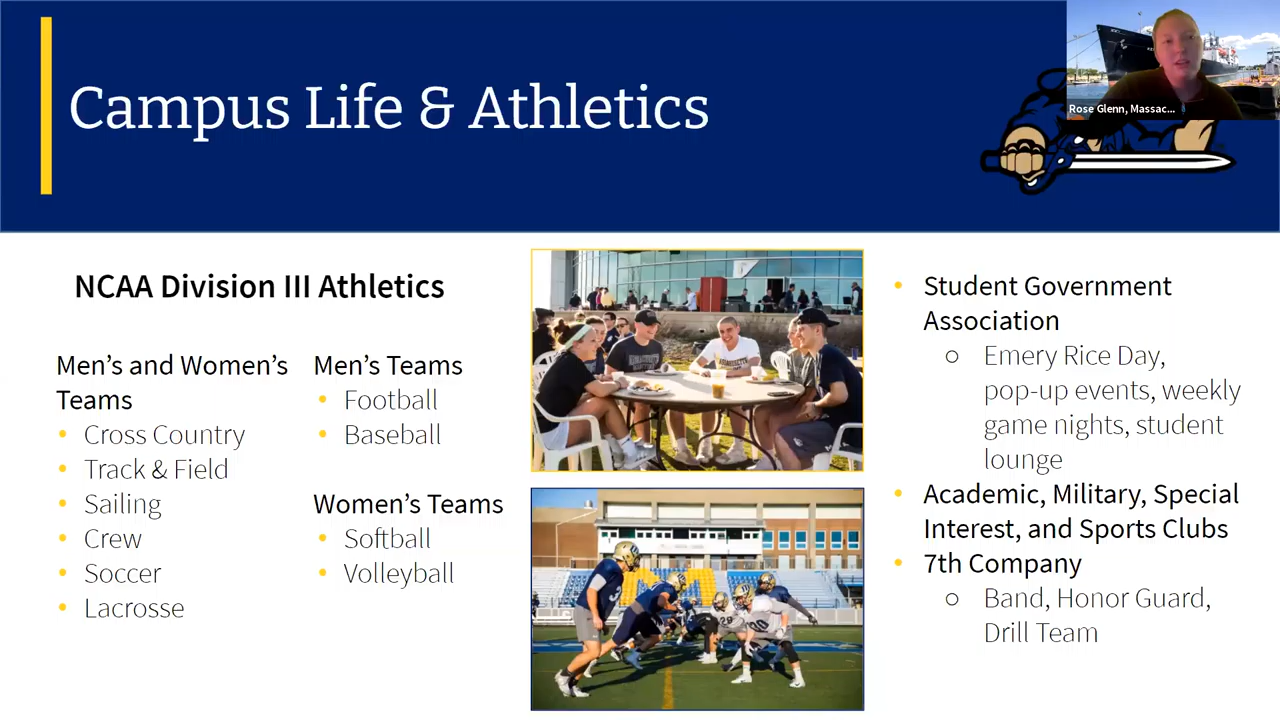 Campus Life & Athletics
Rose Glenn, Massac...
NCAA Division III Athletics
Men's and Women's
Teams
• Cross Country
• Track & Field
• Sailing
• Crew
• Soccer
• Lacrosse
Men's Teams
• Football
• Baseball
Women's Teams
• Softball
• Volleyball
• Student Government
Association
○ Emery Rice Day,
pop-up events, weekly
game nights, student
lounge
• Academic, Military, Special
Interest, and Sports Clubs
• 7th Company
○ Band, Honor Guard,
Drill Team